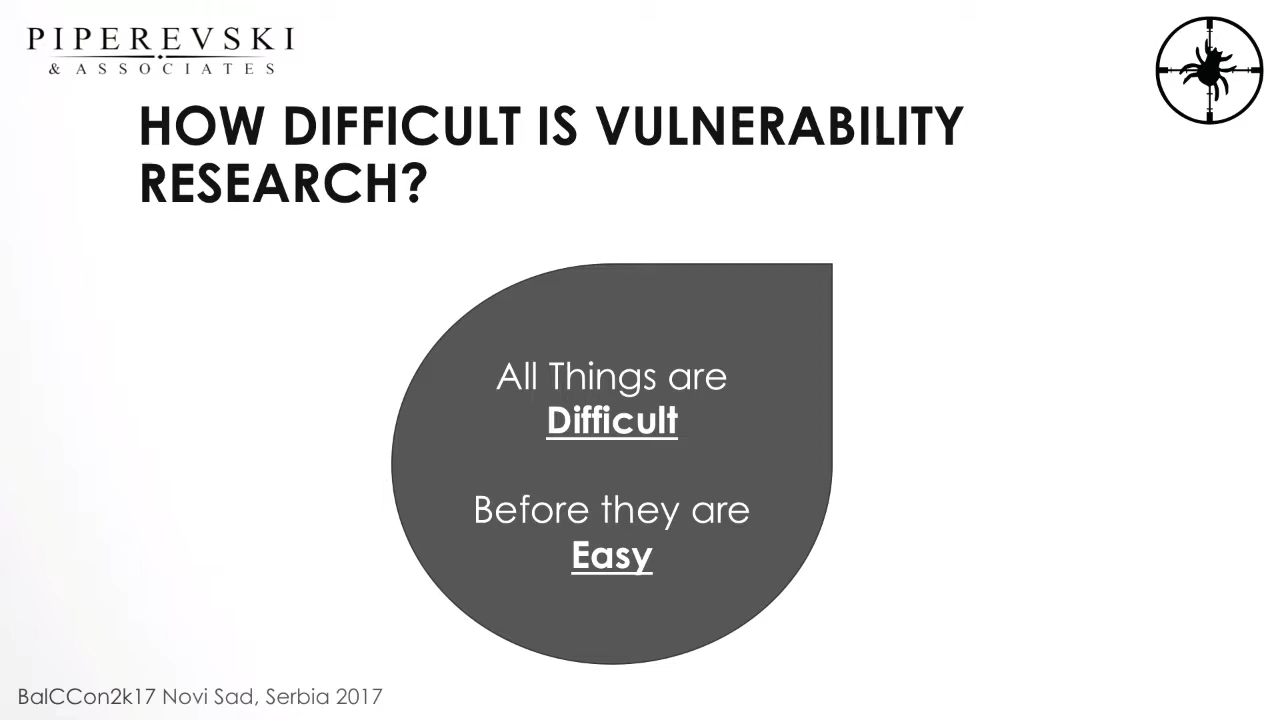 PIPEREVSKI
& ASSOCIATES
HOW DIFFICULT IS VULNERABILITY
RESEARCH?
All Things are
Difficult
Before they are
Easy
BalCCon2k17 Novi Sad, Serbia 2017